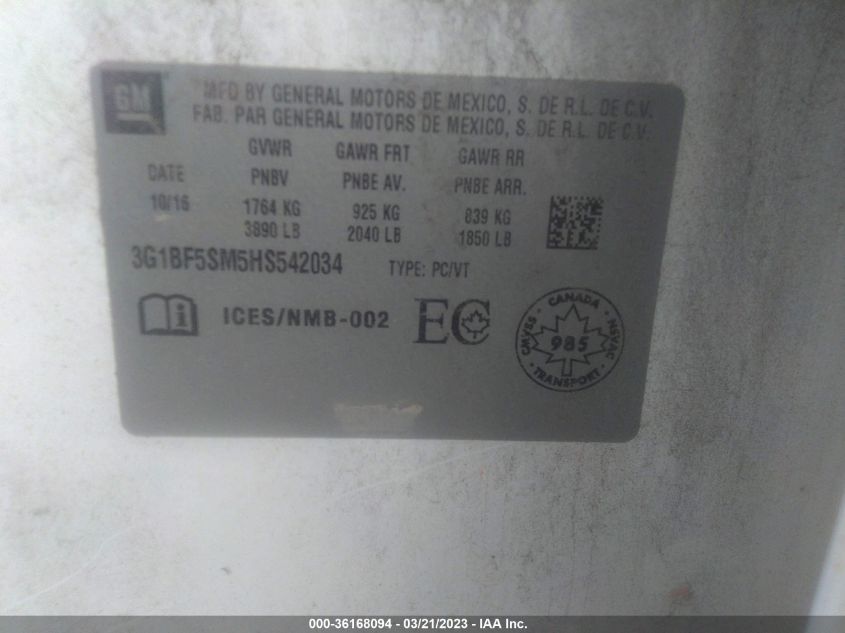 GM
MFD BY GENERAL MOTORS DE MEXICO, S. DE R.L. DE C.V.
FAB. PAR GENERAL MOTORS DE MEXICO, S. DE R.L. DE C.V.
DATE GVWR PNBV GAWR FRT PNBE AV. GAWR RR PNBE ARR.
10/16 1764 KG 925 KG 839 KG
3890 LB 2040 LB 1850 LB
3G1BF5SM5HS542034 TYPE: PC/VT
ICES/NMB-002 EC
CANADA
CMVSS 985 NSVAC
TRANSPORT
000-36168094 - 03/21/2023 - IAA Inc.